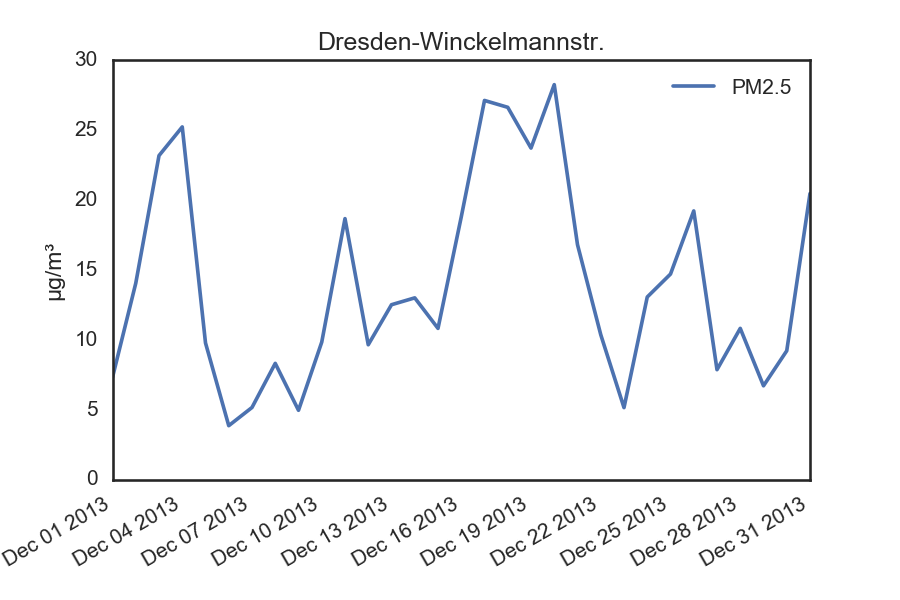 Dresden-Winckelmannstr.
PM2.5
µg/m³
30
25
20
15
10
5
0
Dec 01 2013
Dec 04 2013
Dec 07 2013
Dec 10 2013
Dec 13 2013
Dec 16 2013
Dec 19 2013
Dec 22 2013
Dec 25 2013
Dec 28 2013
Dec 31 2013